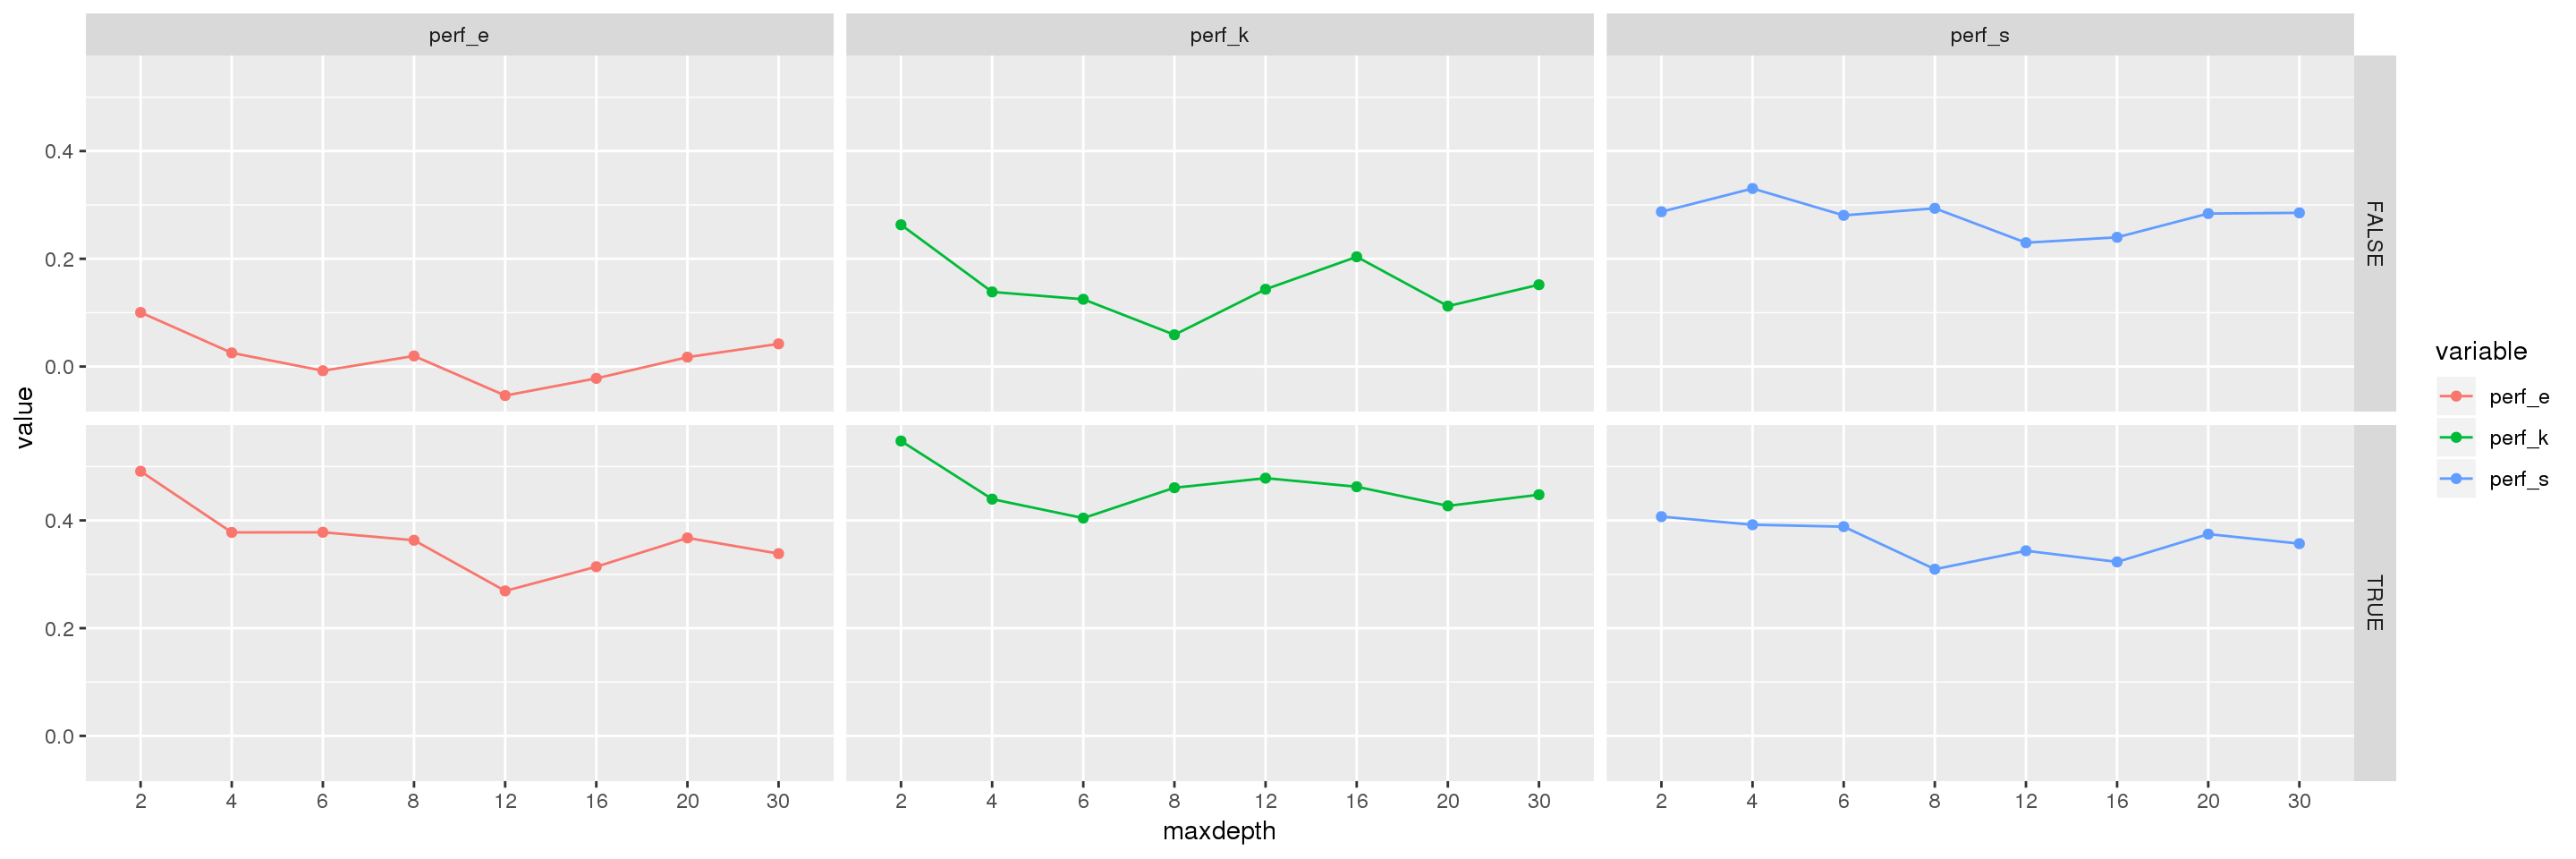 perf_e perf_k perf_s
0.4
0.2
0.0
FALSE
value
0.4
0.2
0.0
TRUE
2 4 6 8 12 16 20 30 2 4 6 8 12 16 20 30 2 4 6 8 12 16 20 30
maxdepth
variable
perf_e
perf_k
perf_s